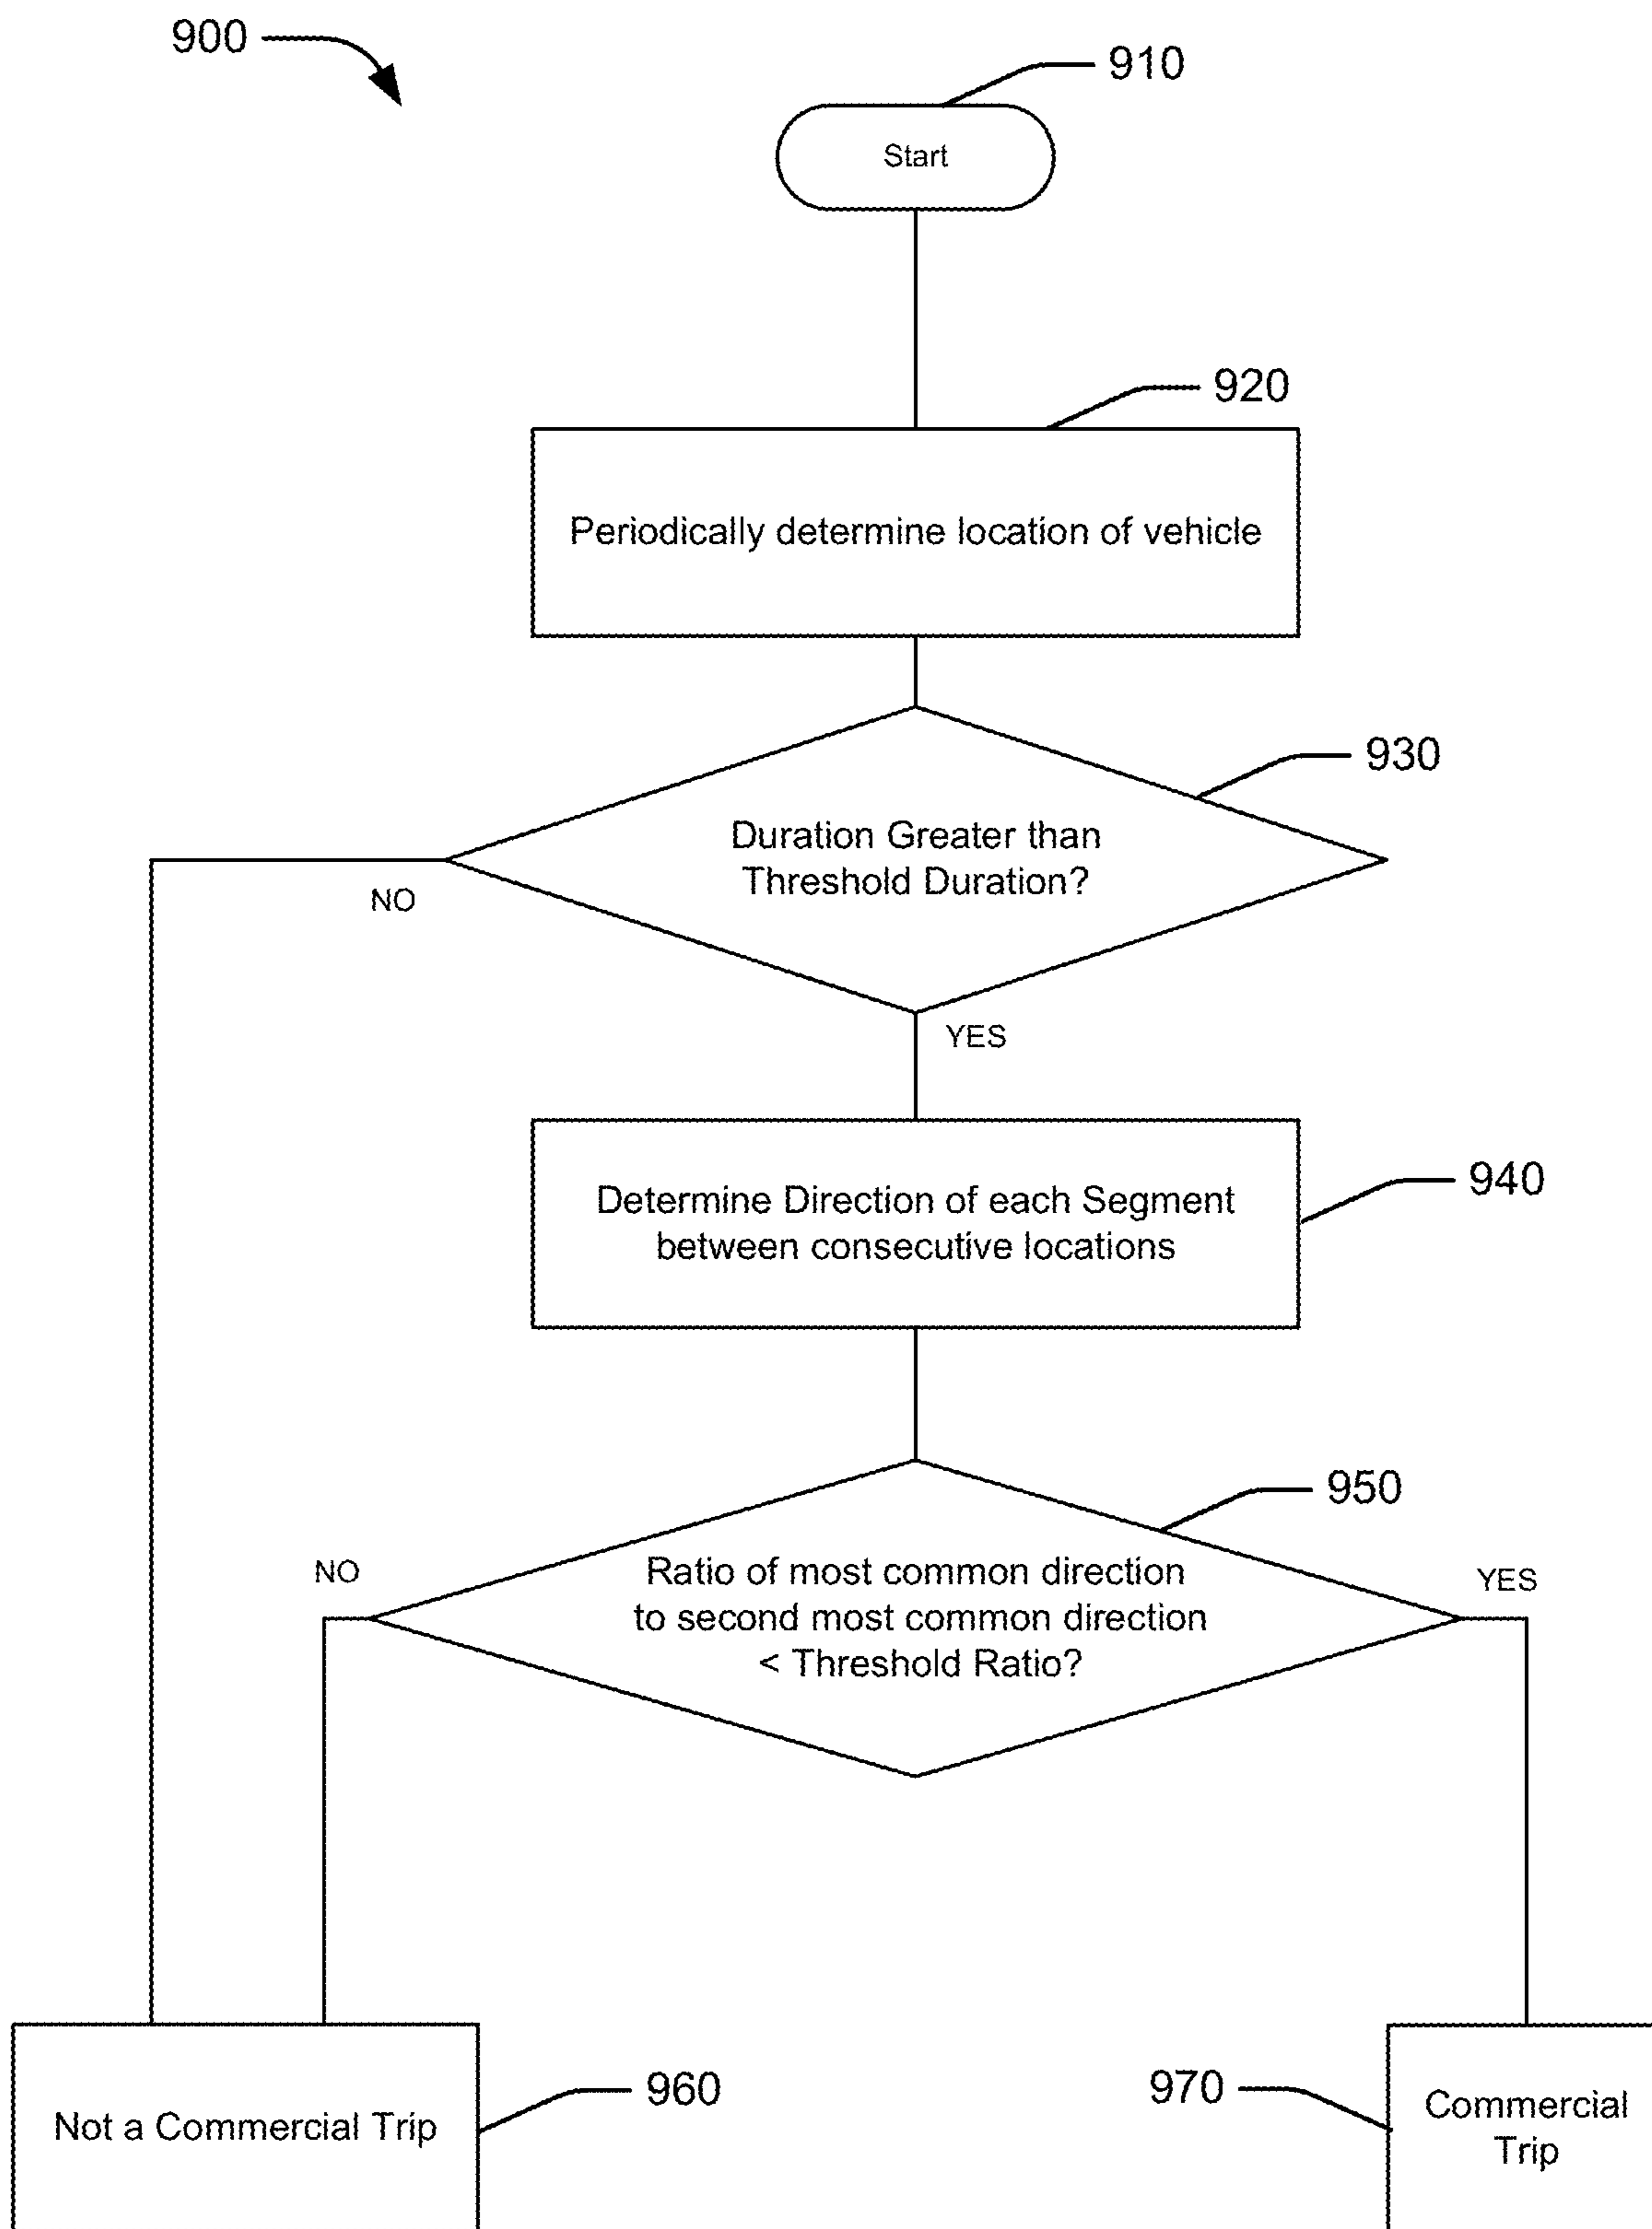 900
910
Start
920
Periodically determine location of vehicle
930
Duration Greater than
Threshold Duration?
NO
YES
940
Determine Direction of each Segment
between consecutive locations
950
NO
YES
Ratio of most common direction
to second most common direction
< Threshold Ratio?
960
970
Not a Commercial Trip
Commercial
Trip